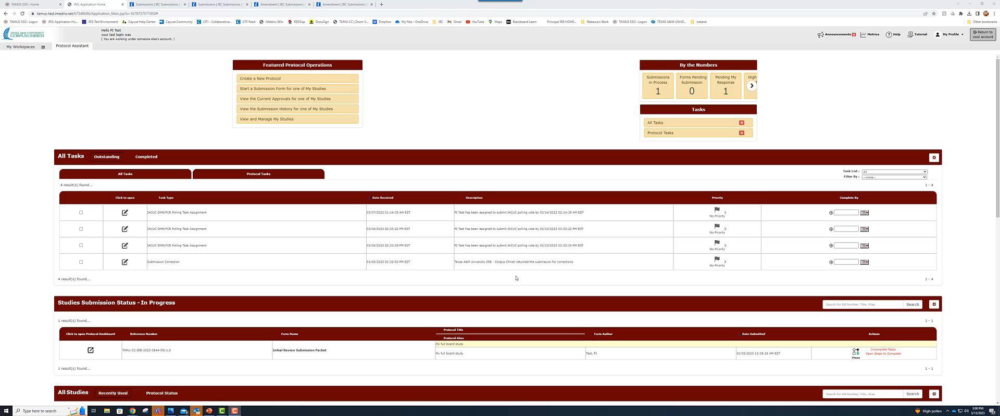 TAMUS SSO : Home
iRIS: Application Home
Submissions | IBC Submissions |
Submissions | IBC Submissions |
Amendment | IBC Submissions |
Amendment | IBC Submissions |
tamus-test.imedris.net/67348686/Application_Main.jsp?s=1678737577450#
TAMUS SSO : Logon
iRIS: Application Ho...
iRIS Test Environment
Cayuse Help Center
Cayuse Community
CITI - Collaborative...
CITI Feed
iMedris iWiki
REDCap
DocuSign
TAMU-CC | Zoom V...
Dropbox
My files - OneDrive
IBC
Gmail
YouTube
Maps
Blackboard Learn
Principal IRB HOME...
Rebecca's Work
TAMUS SSO : Logon
TEXAS A&M UNIVE...
Iceland
Other bookmarks
TEXAS A&M UNIVERSITY
CORPUS CHRISTI
Hello PI Test
your last login was
( You are working under someone else's account. )
Announcements 4
Metrics
Help
Tutorial
My Profile
Return to
your account
My Workspaces
Protocol Assistant
Featured Protocol Operations
Create a New Protocol
Start a Submission Form for one of My Studies
View the Current Approvals for one of My Studies
View the Submission History for one of My Studies
View and Manage My Studies
By the Numbers
Submissions in Process 1
Forms Pending Submission 0
Pending My Response 1
High
Tasks
All Tasks 4
Protocol Tasks 4
All Tasks Outstanding Completed
All Tasks Protocol Tasks
Task List : All
Filter By : --none--
4 result(s) found... 1 - 4
Click to open Task Type Date Received Description Priority Complete By
IACUC DMR/FCR Polling Task Assignment 03/07/2023 01:14:35 AM EST PI Test has been assigned to submit IACUC polling vote by 03/14/2023 02:14:35 AM EDT No Priority
IACUC DMR/FCR Polling Task Assignment 03/06/2023 02:33:22 PM EST PI Test has been assigned to submit IACUC polling vote by 03/13/2023 03:33:22 PM EDT No Priority
IACUC DMR/FCR Polling Task Assignment 03/06/2023 02:33:19 PM EST PI Test has been assigned to submit IACUC polling vote by 03/13/2023 03:33:19 PM EDT No Priority
Submission Correction 01/05/2023 02:32:53 PM EST Texas A&M University IRB - Corpus Christi returned the submission for corrections No Priority
4 result(s) found... 1 - 4
Studies Submission Status - In Progress
Search for RB Number, Title, Alias Search
1 result(s) found... 1 - 1
Click to open Protocol Dashboard Reference Number Form Name Protocol Title Protocol Alias Form Author Date Submitted Actions
My full board study
TAMU-CC-IRB-2023-0644-INI-1.0 Initial Review Submission Packet My full board study Test, PI 01/05/2023 10:38:26 AM EST Steps Incomplete Tasks
Open Steps to Complete
1 result(s) found... 1 - 1
All Studies Recently Used Protocol Status
Search for RB Number, Title, Alias Search
Type here to search
High pollen
3:00 PM
3/13/2023